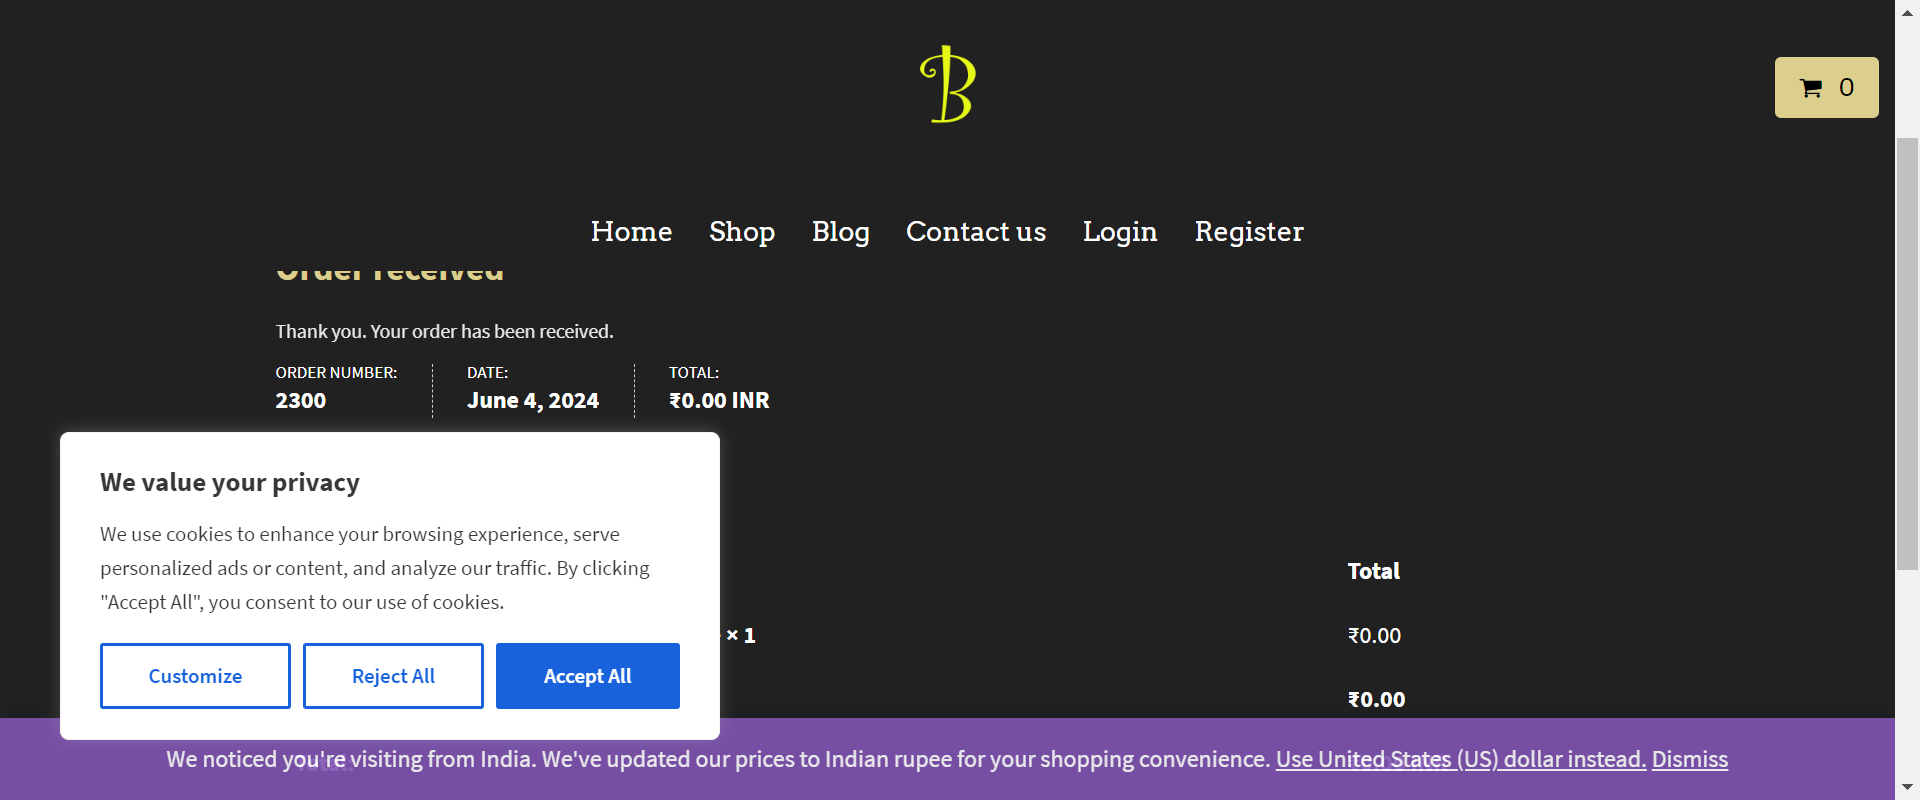 B
0
Home Shop Blog Contact us Login Register
Order received
Thank you. Your order has been received.
ORDER NUMBER: DATE: TOTAL:
2300 June 4, 2024 ₹0.00 INR
We value your privacy
We use cookies to enhance your browsing experience, serve
personalized ads or content, and analyze our traffic. By clicking
"Accept All", you consent to our use of cookies.
Customize Reject All Accept All
Total
× 1 ₹0.00
₹0.00
We noticed you're visiting from India. We've updated our prices to Indian rupee for your shopping convenience. Use United States (US) dollar instead. Dismiss